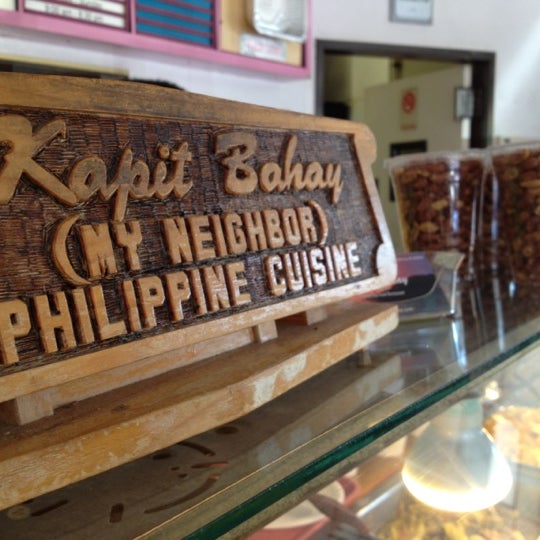 Kapit Bahay
(MY NEIGHBOR)
PHILIPPINE CUISINE